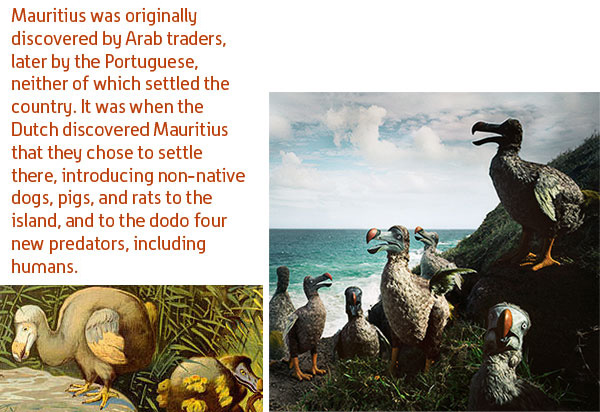 Mauritius was originally
discovered by Arab traders,
later by the Portuguese,
neither of which settled the
country. It was when the
Dutch discovered Mauritius
that they chose to settle
there, introducing non-native
dogs, pigs, and rats to the
island, and to the dodo four
new predators, including
humans.